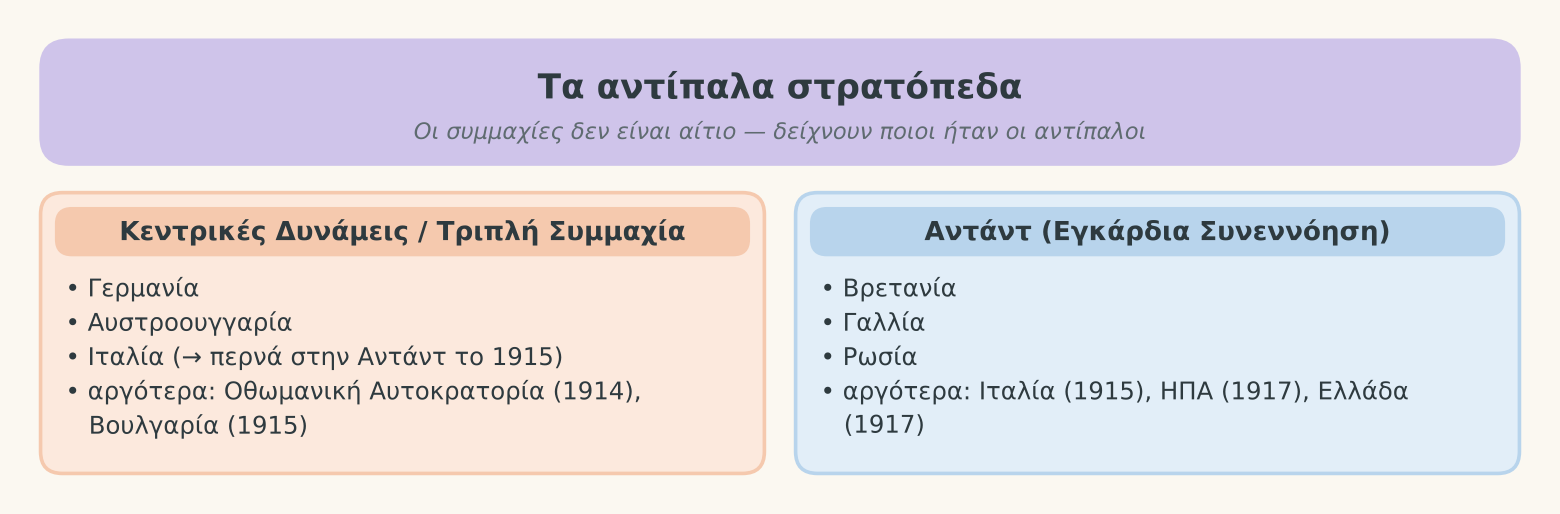 Τα αντίπαλα στρατόπεδα
Οι συμμαχίες δεν είναι αίτιο — δείχνουν ποιοι ήταν οι αντίπαλοι
Κεντρικές Δυνάμεις / Τριπλή Συμμαχία
• Γερμανία
• Αυστροουγγαρία
• Ιταλία (→ περνά στην Αντάντ το 1915)
• αργότερα: Οθωμανική Αυτοκρατορία (1914),
Βουλγαρία (1915)
Αντάντ (Εγκάρδια Συνεννόηση)
• Βρετανία
• Γαλλία
• Ρωσία
• αργότερα: Ιταλία (1915), ΗΠΑ (1917), Ελλάδα
(1917)